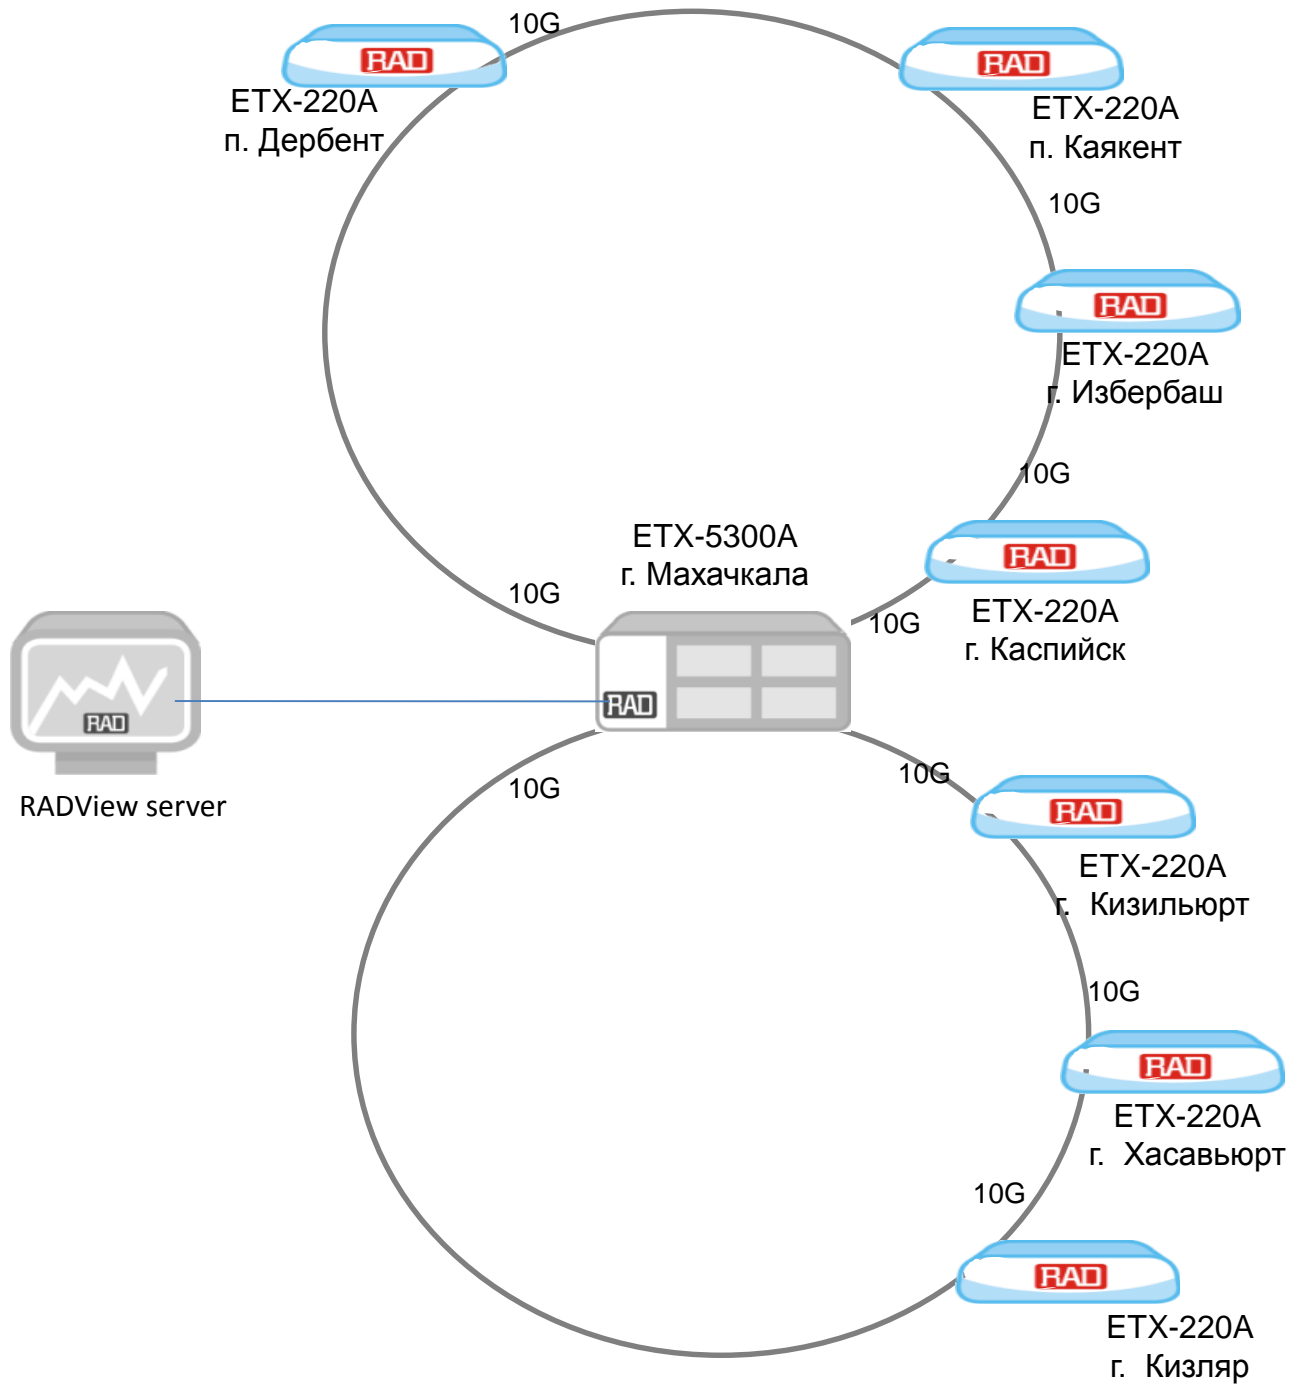 10G
RAD
ETX-220A
п. Дербент
RAD
ETX-220A
п. Каякент
10G
RAD
ETX-220A
г. Избербаш
10G
RAD
ETX-220A
г. Каспийск
ETX-5300A
г. Махачкала
10G
10G
RAD
RAD
RADView server
10G
10G
RAD
ETX-220A
г.  Кизильюрт
10G
RAD
ETX-220A
г.  Хасавьюрт
10G
RAD
ETX-220A
г.  Кизляр